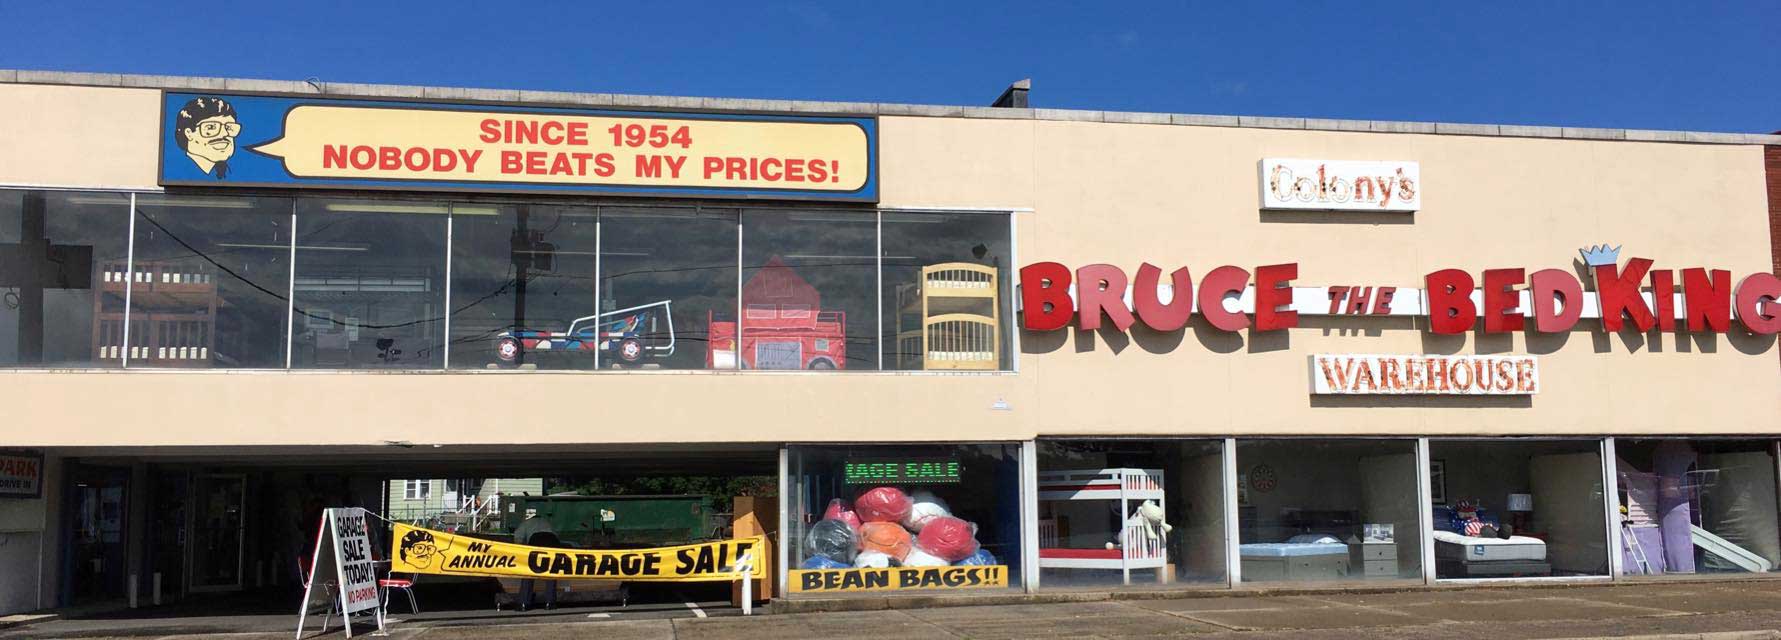 SINCE 1954
NOBODY BEATS MY PRICES!
Colony's
BRUCE THE BED KING
WAREHOUSE
PARK
DRIVE IN
GARAGE
SALE
TODAY!
NO PARKING
MY
ANNUAL GARAGE SALE
RAGE SALE
BEAN BAGS!!